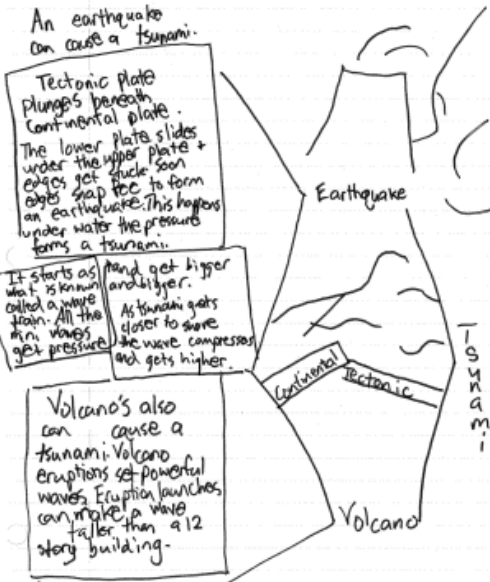 An earthquake
can cause a tsunami.
Tectonic plate
plunges beneath
continental plate.
The lower plate slides
under the upper plate +
edges get stuck soon
edges snap free to form
an earthquake. This happens
under water the pressure
forms a tsunami.
It starts as
what is known
called a wave
train. All the
mini waves
get pressure
and get bigger
and bigger.
As tsunami gets
closer to shore
the wave compresses
and gets higher.
Volcano's also
can cause a
tsunami. Volcano
eruptions set powerful
waves. Eruption launches
can make a wave
taller than a 12
story building.
Earthquake
Continental
Tectonic
Tsunami
Volcano